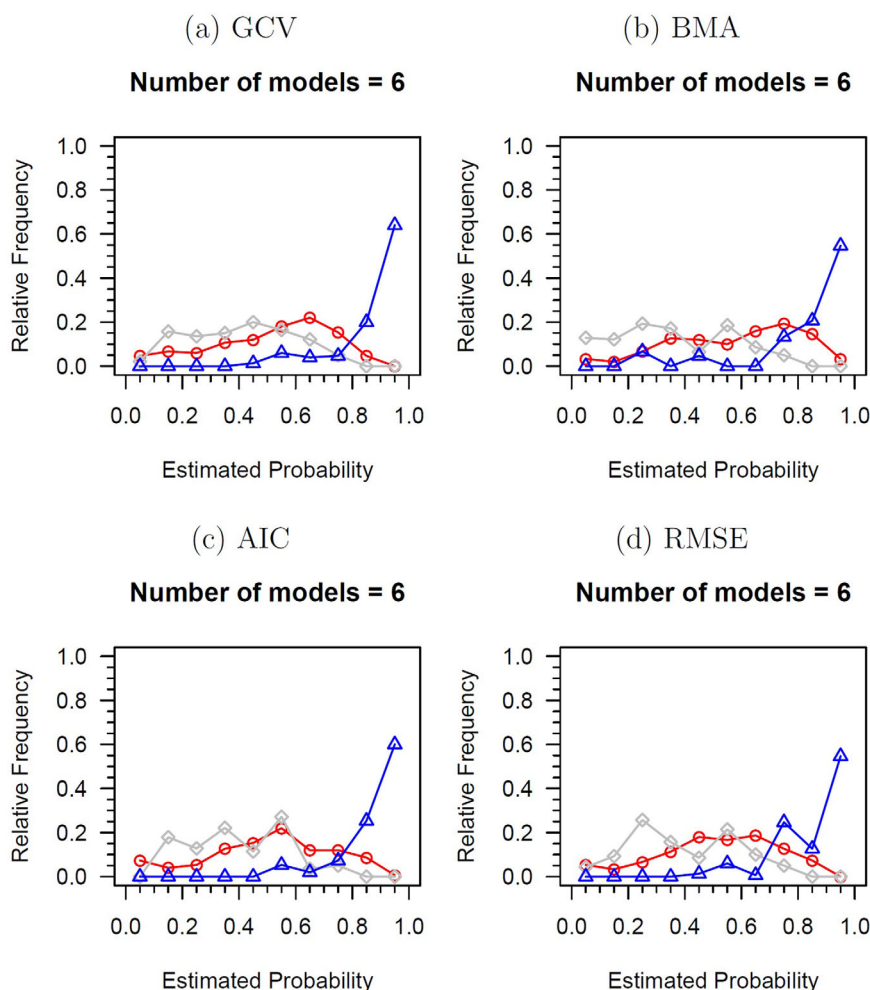 (a) GCV
Number of models = 6
Relative Frequency
1.0
0.8
0.6
0.4
0.2
0.0
0.0 0.2 0.4 0.6 0.8 1.0
Estimated Probability
(b) BMA
Number of models = 6
Relative Frequency
1.0
0.8
0.6
0.4
0.2
0.0
0.0 0.2 0.4 0.6 0.8 1.0
Estimated Probability
(c) AIC
Number of models = 6
Relative Frequency
1.0
0.8
0.6
0.4
0.2
0.0
0.0 0.2 0.4 0.6 0.8 1.0
Estimated Probability
(d) RMSE
Number of models = 6
Relative Frequency
1.0
0.8
0.6
0.4
0.2
0.0
0.0 0.2 0.4 0.6 0.8 1.0
Estimated Probability